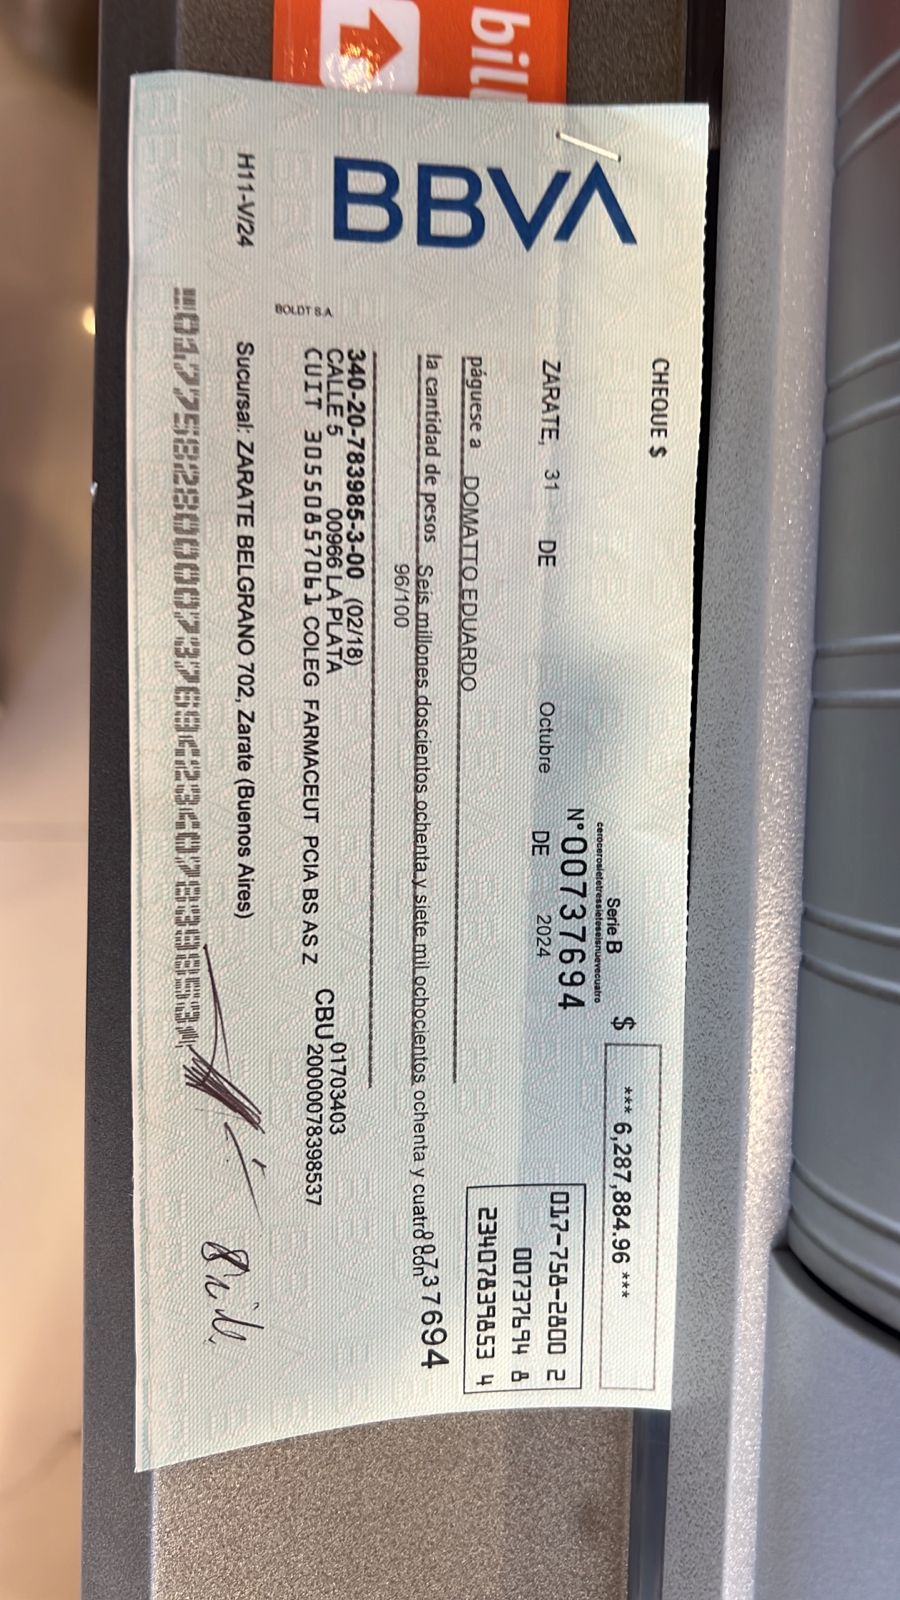 bill
BBVA
CHEQUE $
Serie B
$ *** 6,287,884.96 ***
cerocerosietetressieteseisnuevecuatro
N° 00737694
ZARATE, 31 DE Octubre DE 2024
017-758-2800 2
00737694 8
23407839853 4
páguese a DOMATTO EDUARDO
la cantidad de pesos Seis millones doscientos ochenta y siete mil ochocientos ochenta y cuatro con
96/100
00737694
BOLDT S.A.
340-20-783985-3-00 (02/18)
CALLE 5 00966 LA PLATA
CUIT 30550857061 COLEG FARMACEUT PCIA BS AS Z
CBU 01703403
20000078398537
H11-V/24
Sucursal: ZARATE BELGRANO 702, Zarate (Buenos Aires)